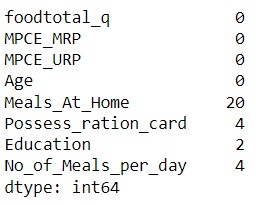 foodtotal_q 0
MPCE_MRP 0
MPCE_URP 0
Age 0
Meals_At_Home 20
Possess_ration_card 4
Education 2
No_of_Meals_per_day 4
dtype: int64